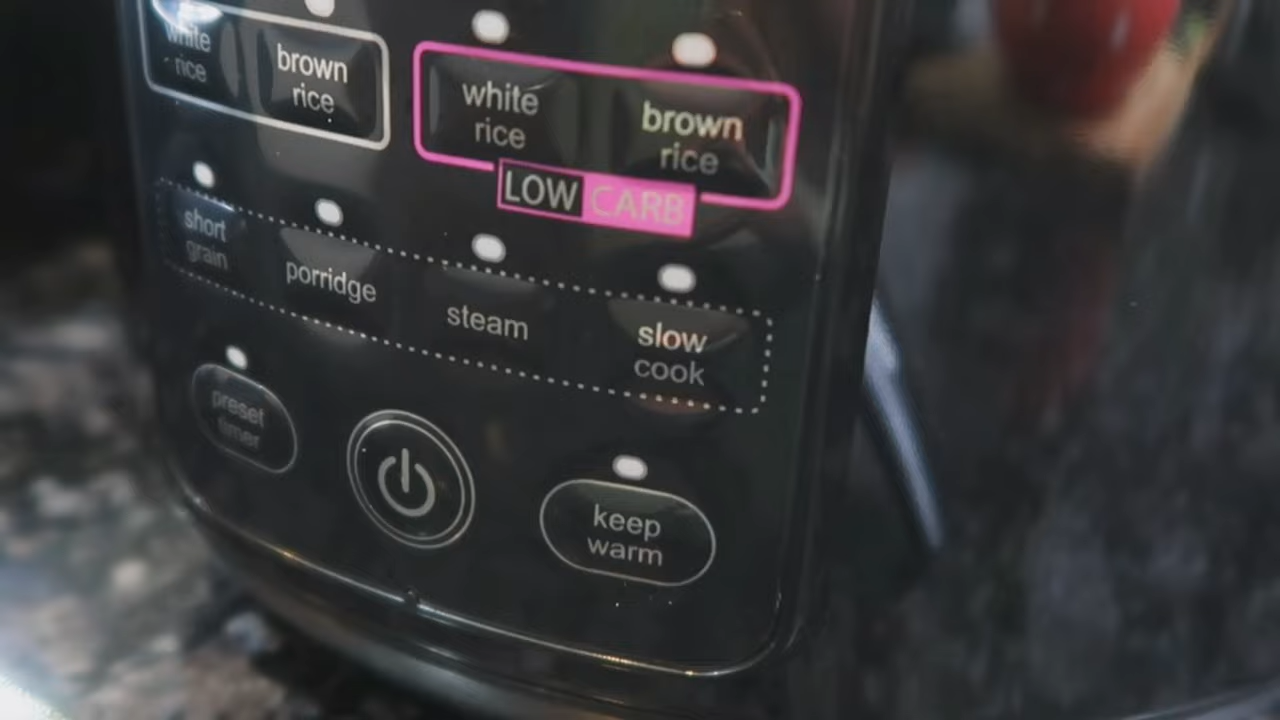 white
rice
brown
rice
white
rice
brown
rice
LOW CARB
short
grain
porridge
steam
slow
cook
preset
timer
keep
warm